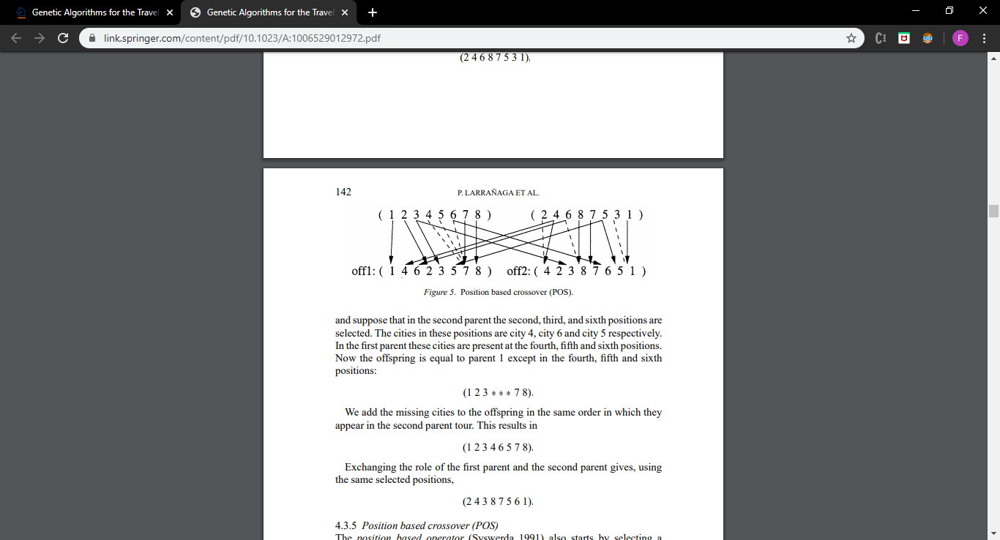 Genetic Algorithms for the Trave
Genetic Algorithms for the Trave
link.springer.com/content/pdf/10.1023/A:1006529012972.pdf
F
(2 4 6 8 7 5 3 1),
142
P. LARRAÑAGA ET AL.
( 1 2 3 4 5 6 7 8 ) ( 2 4 6 8 7 5 3 1 )
off1: ( 1 4 6 2 3 5 7 8 ) off2: ( 4 2 3 8 7 6 5 1 )
Figure 5. Position based crossover (POS).
and suppose that in the second parent the second, third, and sixth positions are
selected. The cities in these positions are city 4, city 6 and city 5 respectively.
In the first parent these cities are present at the fourth, fifth and sixth positions.
Now the offspring is equal to parent 1 except in the fourth, fifth and sixth
positions:
(1 2 3 ∗ ∗ ∗ 7 8).
We add the missing cities to the offspring in the same order in which they
appear in the second parent tour. This results in
(1 2 3 4 6 5 7 8).
Exchanging the role of the first parent and the second parent gives, using
the same selected positions,
(2 4 3 8 7 5 6 1).
4.3.5 Position based crossover (POS)
The position based operator (Syswerda 1991) also starts by selecting a